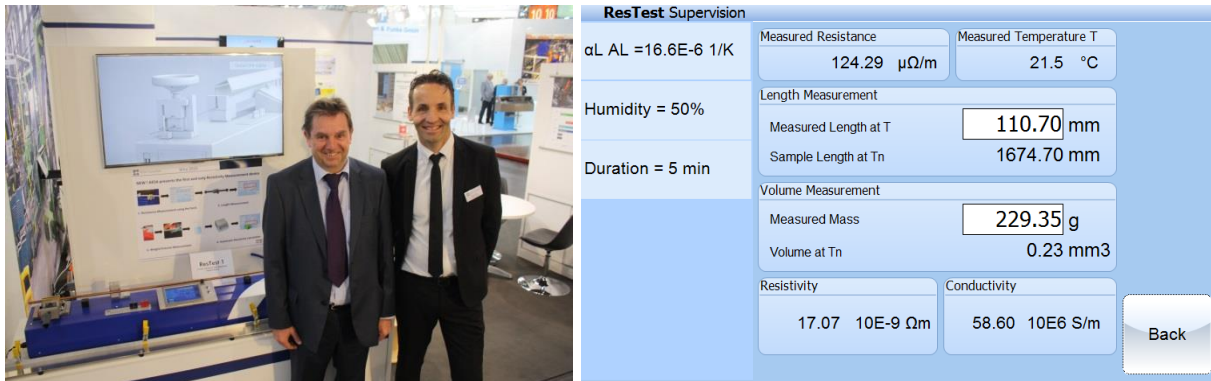 10.10
ResTest 1
ResTest Supervision
αL AL =16.6E-6 1/K
Humidity = 50%
Duration = 5 min
Measured Resistance
124.29 µΩ/m
Measured Temperature T
21.5 °C
Length Measurement
Measured Length at T 110.70 mm
Sample Length at Tn 1674.70 mm
Volume Measurement
Measured Mass 229.35 g
Volume at Tn 0.23 mm3
Resistivity
17.07 10E-9 Ωm
Conductivity
58.60 10E6 S/m
Back